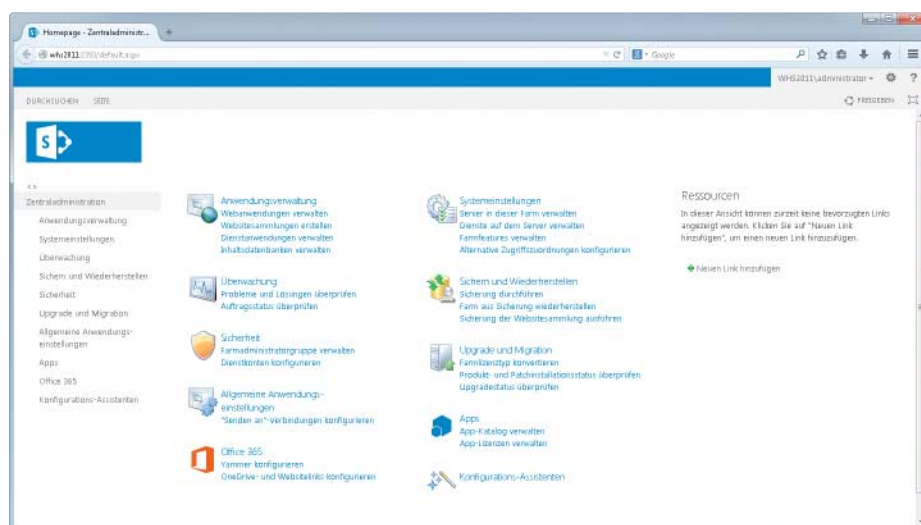 Homepage - Zentraladministr...
Google
WHS2011\administrator
?
DURCHSUCHEN SEITE
FREIGEBEN
S
Zentraladministration
Anwendungsverwaltung
Systemeinstellungen
Überwachung
Sichern und Wiederherstellen
Sicherheit
Upgrade und Migration
Allgemeine Anwendungs-
einstellungen
Apps
Office 365
Konfigurations-Assistenten
Anwendungsverwaltung
Webanwendungen verwalten
Websitesammlungen erstellen
Dienstanwendungen verwalten
Inhaltsdatenbanken verwalten
Überwachung
Probleme und Lösungen überprüfen
Auftragsstatus überprüfen
Sicherheit
Farmadministratorgruppe verwalten
Dienstkonten konfigurieren
Allgemeine Anwendungs-
einstellungen
"Senden an"-Verbindungen konfigurieren
Office 365
Yammer konfigurieren
OneDrive- und Websitelinks konfigurieren
Systemeinstellungen
Server in dieser Farm verwalten
Dienste auf dem Server verwalten
Farmfeatures verwalten
Alternative Zugriffszuordnungen konfigurieren
Sichern und Wiederherstellen
Sicherung durchführen
Farm aus Sicherung wiederherstellen
Sicherung der Websitesammlung ausführen
Upgrade und Migration
Farmlizenztyp konvertieren
Produkt- und Patchinstallationsstatus überprüfen
Upgradestatus überprüfen
Apps
App-Katalog verwalten
App-Lizenzen verwalten
Konfigurations-Assistenten
Ressourcen
In dieser Ansicht können zurzeit keine bevorzugten Links
angezeigt werden. Klicken Sie auf "Neuen Link
hinzufügen", um einen neuen Link hinzuzufügen.
Neuen Link hinzufügen